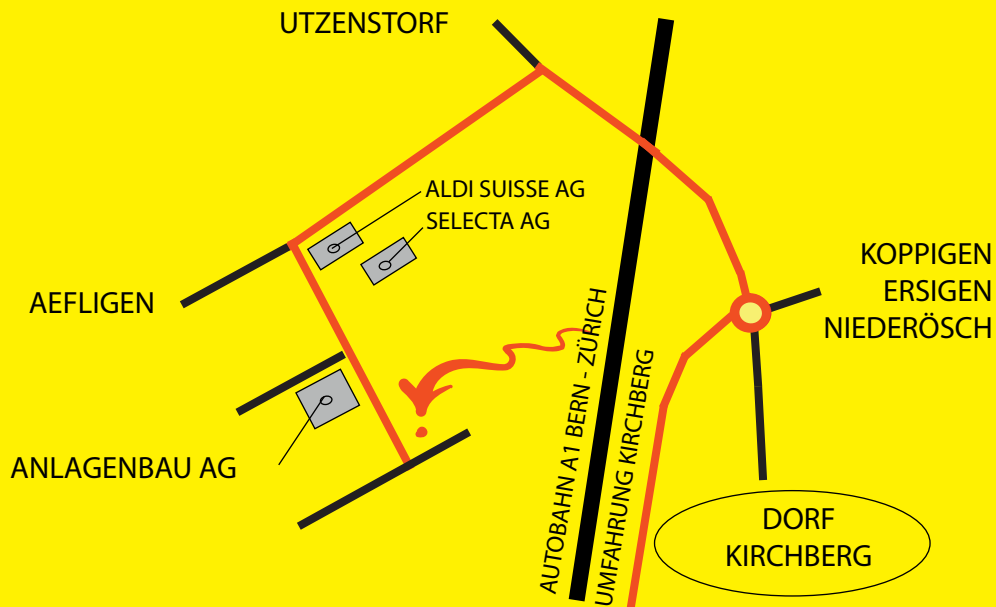 UTZENSTORF
ALDI SUISSE AG
SELECTA AG
KOPPIGEN
ERSIGEN
NIEDERÖSCH
AEFLIGEN
AUTOBAHN A1 BERN - ZÜRICH
UMFAHRUNG KIRCHBERG
ANLAGENBAU AG
DORF
KIRCHBERG